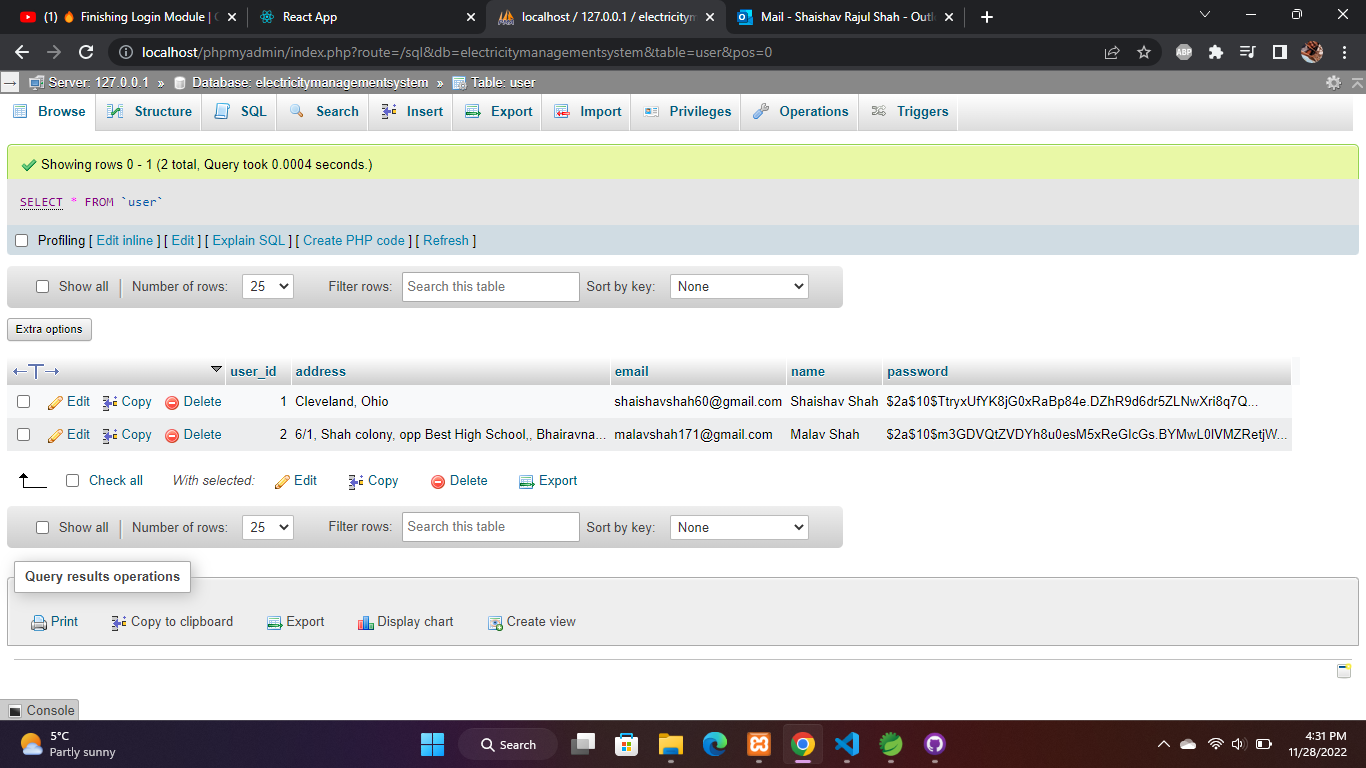 (1) 🔥 Finishing Login Module | React App localhost / 127.0.0.1 / electricitym Mail - Shaishav Rajul Shah - Outl
localhost/phpmyadmin/index.php?route=/sql&db=electricitymanagementsystem&table=user&pos=0 ABP
Server: 127.0.0.1 » Database: electricitymanagementsystem » Table: user
Browse Structure SQL Search Insert Export Import Privileges Operations Triggers
Showing rows 0 - 1 (2 total, Query took 0.0004 seconds.)
SELECT * FROM `user`
Profiling [ Edit inline ] [ Edit ] [ Explain SQL ] [ Create PHP code ] [ Refresh ]
Show all | Number of rows: 25 Filter rows: Search this table Sort by key: None
Extra options
←T→ user_id address email name password
Edit Copy Delete 1 Cleveland, Ohio shaishavshah60@gmail.com Shaishav Shah $2a$10$TtryxUfYK8jG0xRaBp84e.DZhR9d6dr5ZLNwXri8q7Q...
Edit Copy Delete 2 6/1, Shah colony, opp Best High School,, Bhairavna... malavshah171@gmail.com Malav Shah $2a$10$m3GDVQtZVDYh8u0esM5xReGlcGs.BYMwL0lVMZRetjW...
Check all With selected: Edit Copy Delete Export
Show all | Number of rows: 25 Filter rows: Search this table Sort by key: None
Query results operations
Print Copy to clipboard Export Display chart Create view
Console
5°C
Partly sunny
Search
4:31 PM
11/28/2022